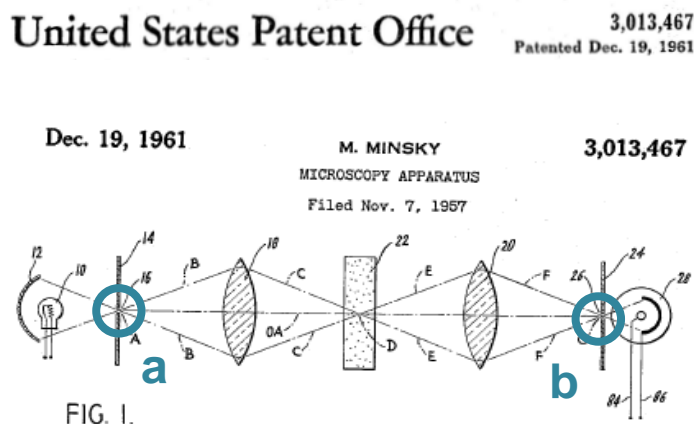 United States Patent Office
3,013,467
Patented Dec. 19, 1961
Dec. 19, 1961
M. MINSKY
3,013,467
MICROSCOPY APPARATUS
Filed Nov. 7, 1957
12
10
14
16
A
B
B
18
C
C
OA
22
D
E
E
20
F
F
26
24
28
G
84
86
a
b
FIG. 1.